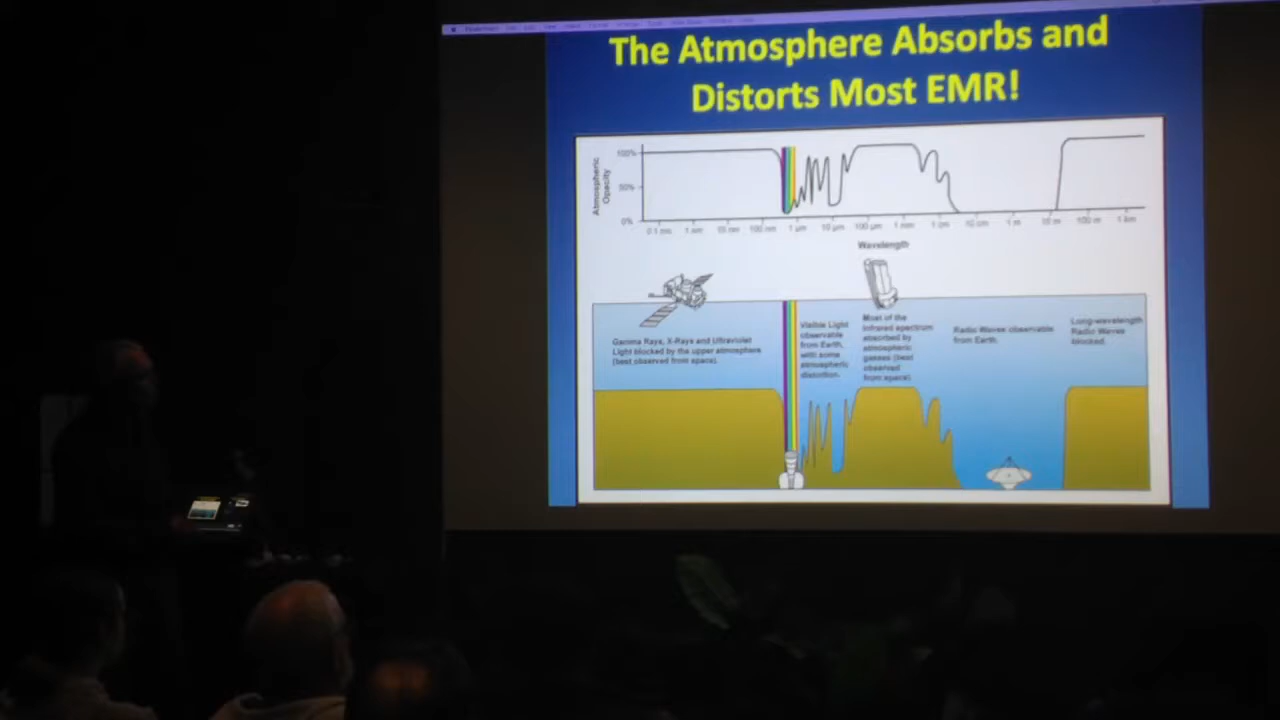 The Atmosphere Absorbs and
Distorts Most EMR!
Atmospheric
Opacity
100%
50%
0%
0.1 nm
1 nm
10 nm
100 nm
1 µm
10 µm
100 µm
1 mm
1 cm
10 cm
1 m
10 m
100 m
1 km
Wavelength
Gamma Rays, X-Rays and Ultraviolet
Light blocked by the upper atmosphere
(best observed from space).
Visible Light
observable
from Earth,
with some
atmospheric
distortion.
Most of the
Infrared spectrum
absorbed by
atmospheric
gasses (best
observed
from space).
Radio Waves observable
from Earth.
Long-wavelength
Radio Waves
blocked.